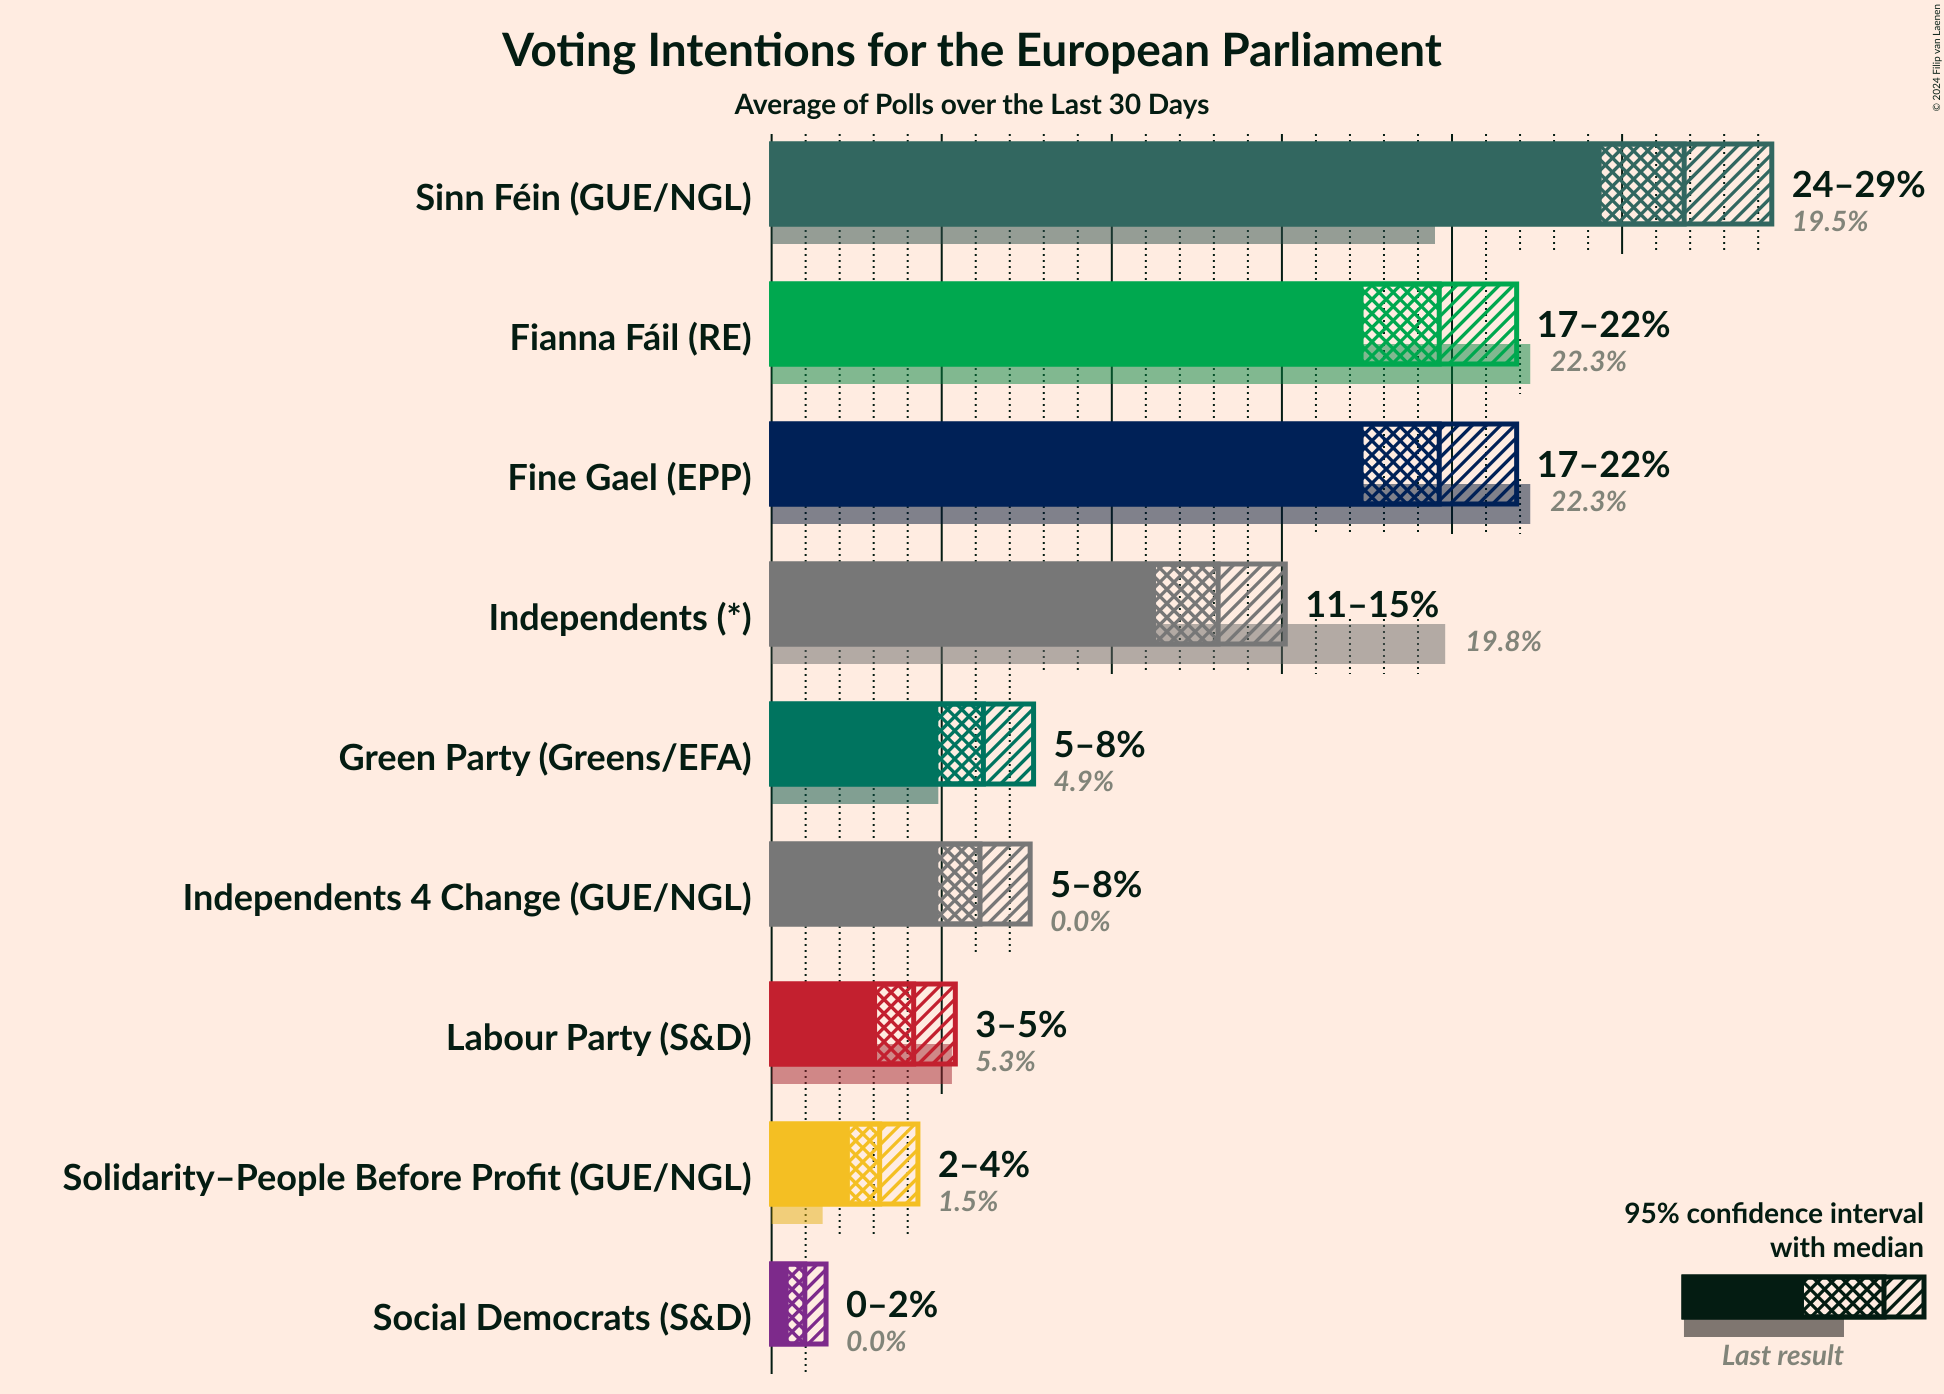 Voting Intentions for the European Parliament
Average of Polls over the Last 30 Days
© 2024 Filip van Laenen
Sinn Féin (GUE/NGL)
24–29%
19.5%
Fianna Fáil (RE)
17–22%
22.3%
Fine Gael (EPP)
17–22%
22.3%
Independents (*)
11–15%
19.8%
Green Party (Greens/EFA)
5–8%
4.9%
Independents 4 Change (GUE/NGL)
5–8%
0.0%
Labour Party (S&D)
3–5%
5.3%
Solidarity–People Before Profit (GUE/NGL)
2–4%
1.5%
Social Democrats (S&D)
0–2%
0.0%
95% confidence interval
with median
Last result